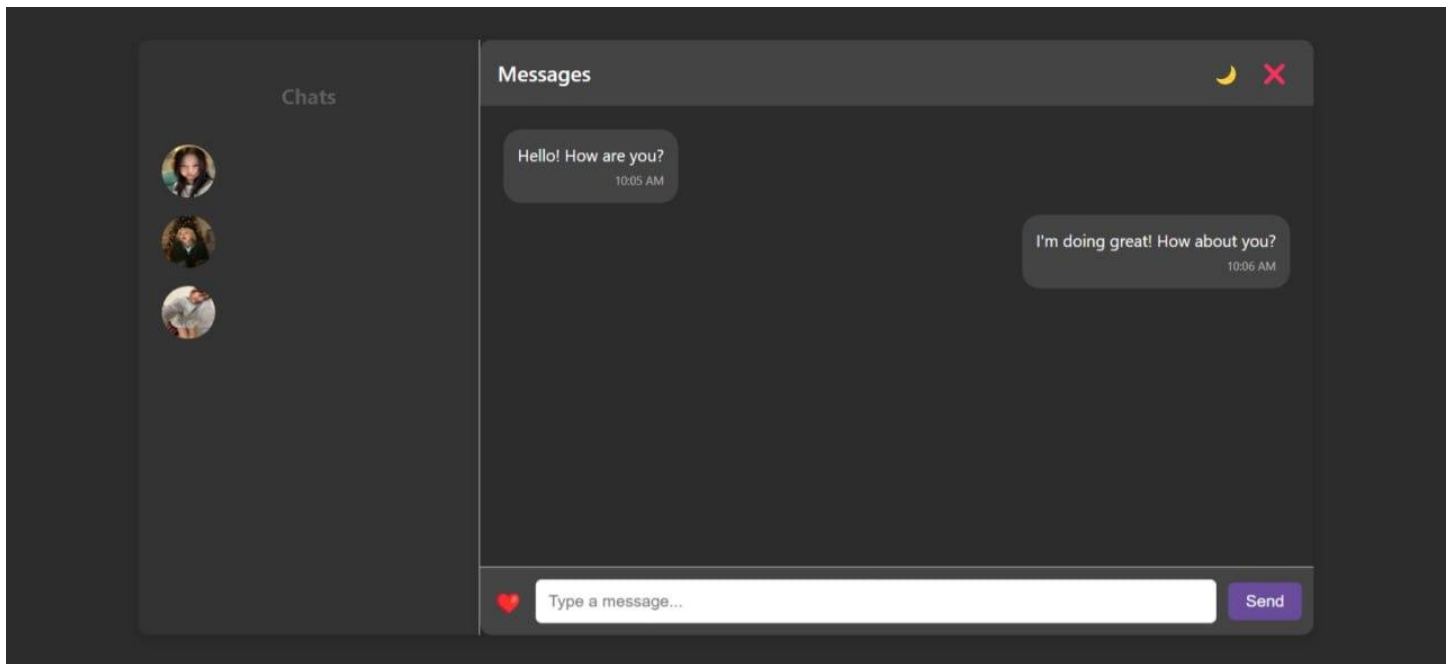 Chats
Messages
Hello! How are you?
10:05 AM
I'm doing great! How about you?
10:06 AM
Type a message...
Send